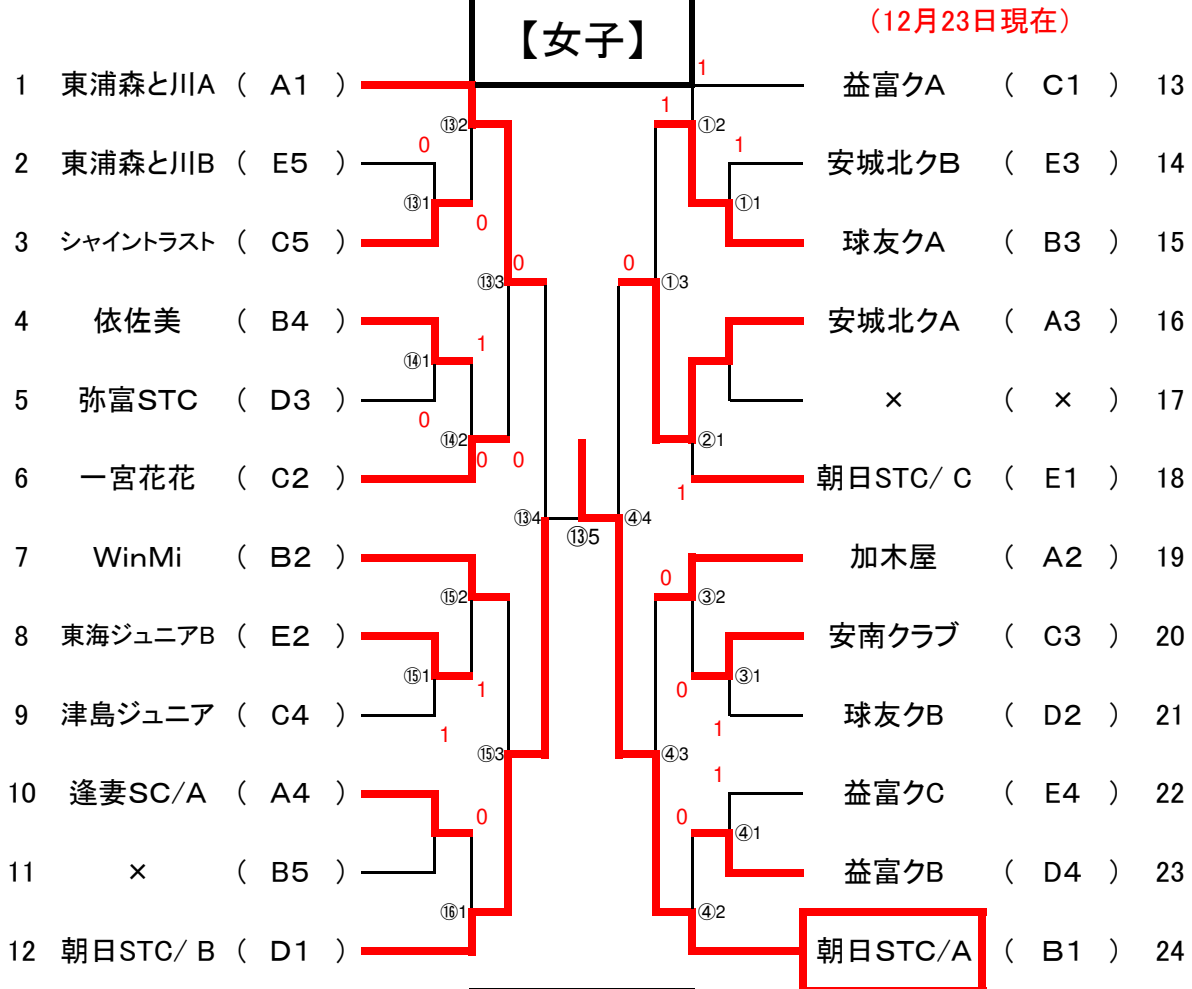 【女子】
(12月23日現在)
1 東浦森と川A ( A1 )
2 東浦森と川B ( E5 )
3 シャイントラスト ( C5 )
4 依佐美 ( B4 )
5 弥富STC ( D3 )
6 一宮花花 ( C2 )
7 WinMi ( B2 )
8 東海ジュニアB ( E2 )
9 津島ジュニア ( C4 )
10 逢妻SC/A ( A4 )
11 × ( B5 )
12 朝日STC/ B ( D1 )
⑬2
0
⑬1
0
0
⑬3
1
⑭1
0
⑭2
0 0
⑬4
⑬5
⑮2
⑮1
1
1
⑮3
0
⑯1
1
1
①2
1
①1
0
①3
②1
1
④4
0
③2
③1
0
1
④3
1
0
④1
④2
益富クA ( C1 ) 13
安城北クB ( E3 ) 14
球友クA ( B3 ) 15
安城北クA ( A3 ) 16
× ( × ) 17
朝日STC/ C ( E1 ) 18
加木屋 ( A2 ) 19
安南クラブ ( C3 ) 20
球友クB ( D2 ) 21
益富クC ( E4 ) 22
益富クB ( D4 ) 23
朝日STC/A ( B1 ) 24